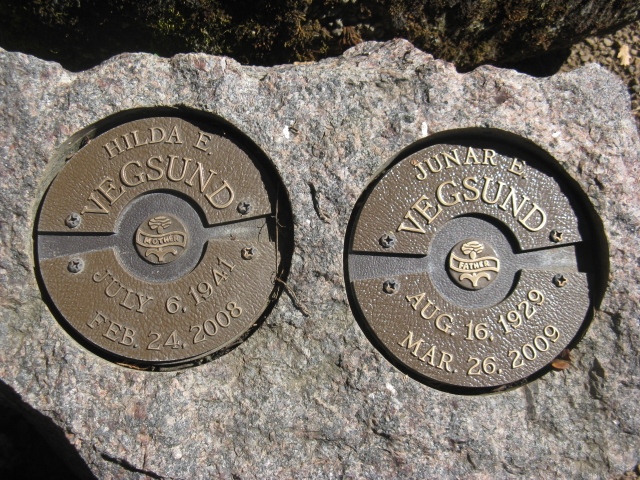 HILDA E.
VEGSUND
MOTHER
JULY 6, 1941
FEB. 24, 2008
JUNAR E.
VEGSUND
FATHER
AUG. 16, 1929
MAR. 26, 2009